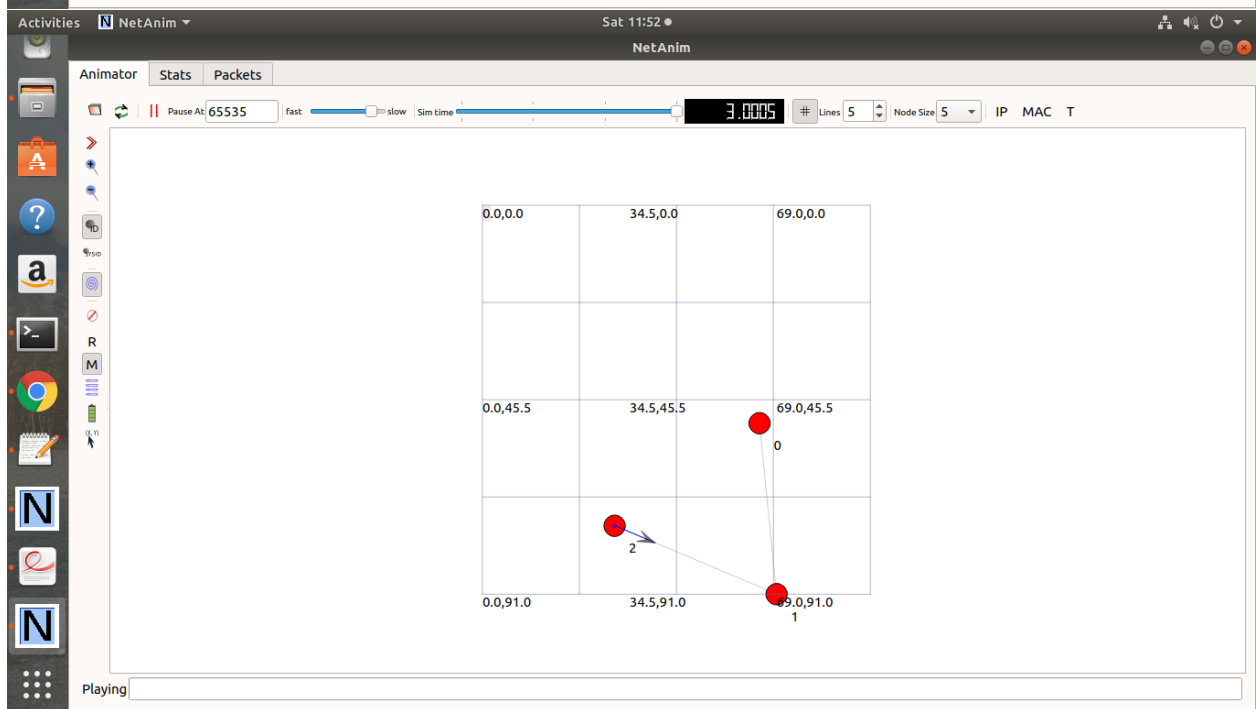 Activities NetAnim Sat 11:52
NetAnim
Animator Stats Packets
Pause At 65535 fast slow Sim time 3.0005 # Lines 5 Node Size 5 IP MAC T
ID
SYSID
R
M
(X, Y)
0.0,0.0 34.5,0.0 69.0,0.0
0.0,45.5 34.5,45.5 69.0,45.5
0
2
0.0,91.0 34.5,91.0 69.0,91.0
1
Playing